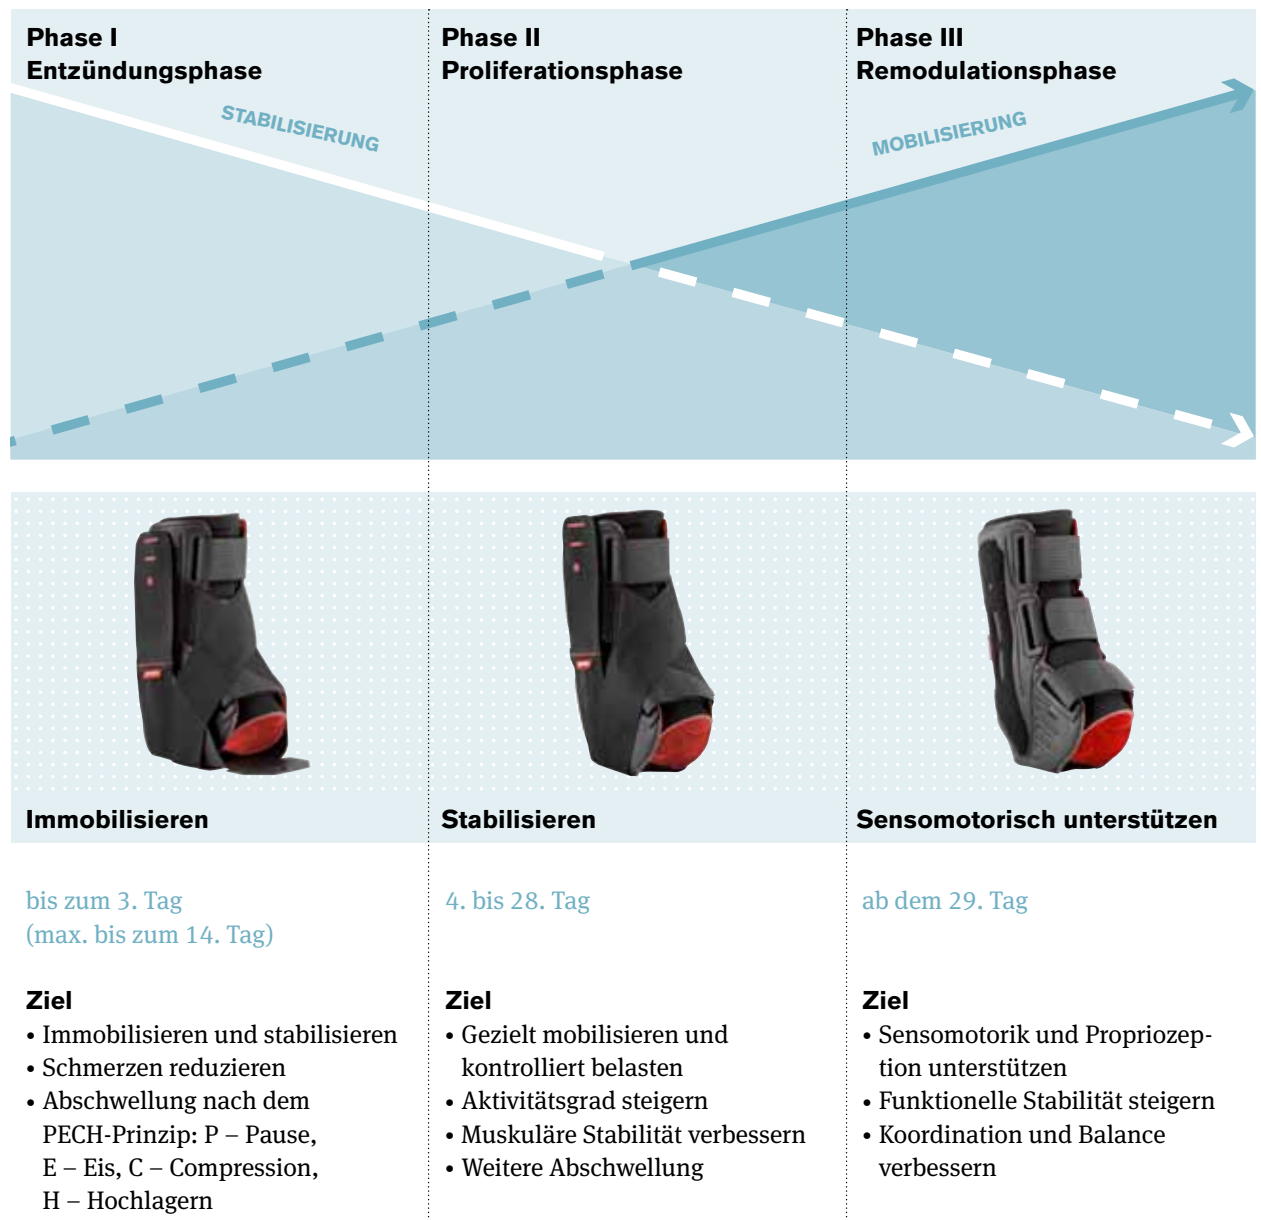 Phase I
Entzündungsphase
STABILISIERUNG
Phase II
Proliferationsphase
Phase III
Remodulationsphase
MOBILISIERUNG
Immobilisieren
Stabilisieren
Sensomotorisch unterstützen
bis zum 3. Tag
(max. bis zum 14. Tag)
4. bis 28. Tag
ab dem 29. Tag
Ziel
• Immobilisieren und stabilisieren
• Schmerzen reduzieren
• Abschwellung nach dem
PECH-Prinzip: P – Pause,
E – Eis, C – Compression,
H – Hochlagern
Ziel
• Gezielt mobilisieren und
kontrolliert belasten
• Aktivitätsgrad steigern
• Muskuläre Stabilität verbessern
• Weitere Abschwellung
Ziel
• Sensomotorik und Propriozep-
tion unterstützen
• Funktionelle Stabilität steigern
• Koordination und Balance
verbessern